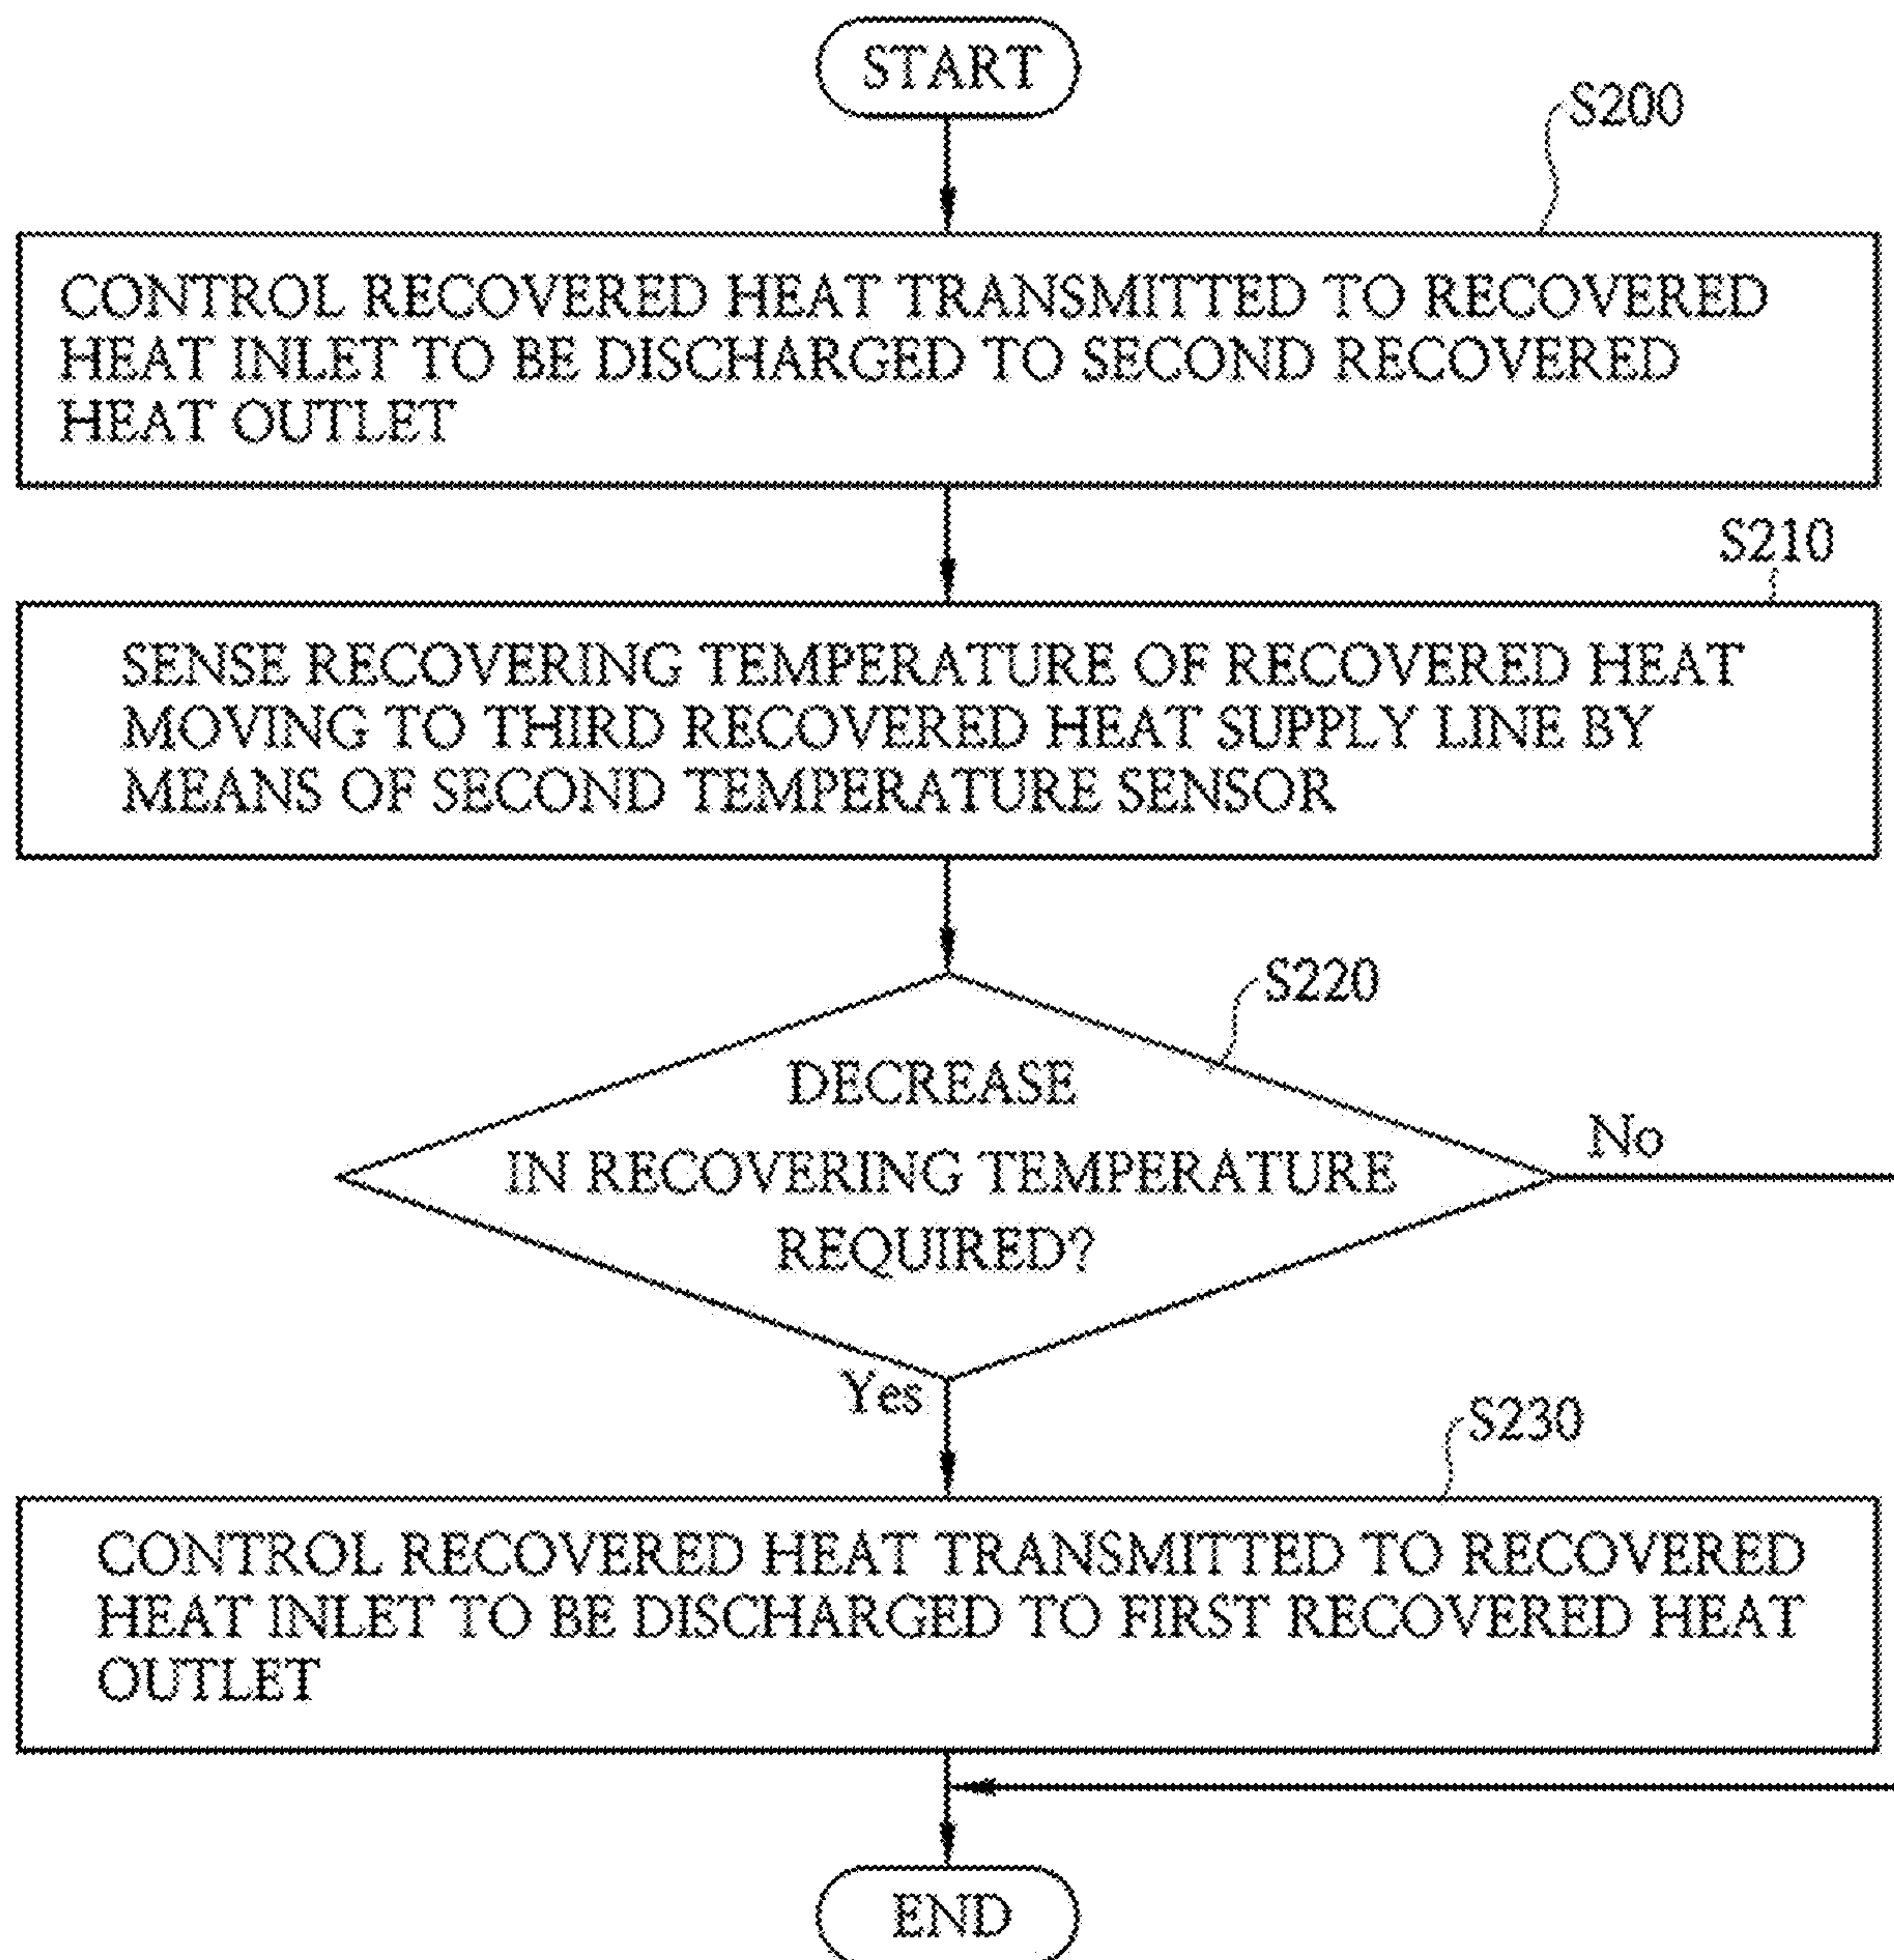 START
S200
CONTROL RECOVERED HEAT TRANSMITTED TO RECOVERED
HEAT INLET TO BE DISCHARGED TO SECOND RECOVERED
HEAT OUTLET
S210
SENSE RECOVERING TEMPERATURE OF RECOVERED HEAT
MOVING TO THIRD RECOVERED HEAT SUPPLY LINE BY
MEANS OF SECOND TEMPERATURE SENSOR
S220
DECREASE
IN RECOVERING TEMPERATURE
REQUIRED?
No
Yes
S230
CONTROL RECOVERED HEAT TRANSMITTED TO RECOVERED
HEAT INLET TO BE DISCHARGED TO FIRST RECOVERED HEAT
OUTLET
END